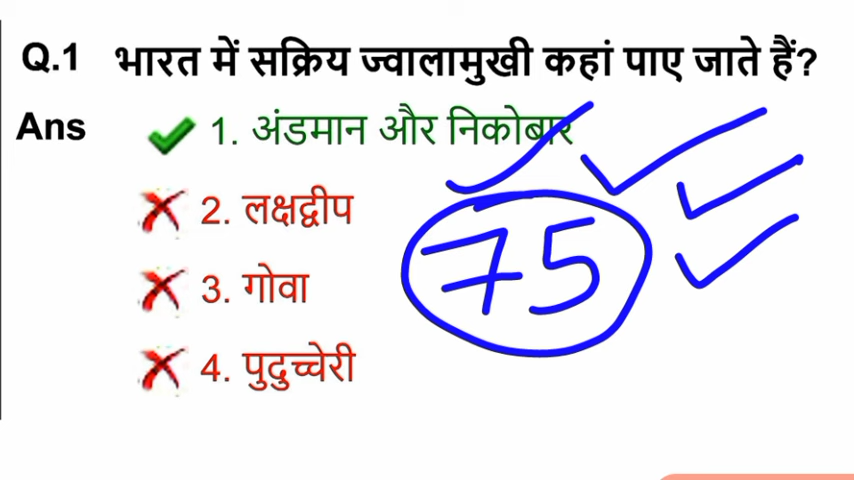 Q.1 भारत में सक्रिय ज्वालामुखी कहां पाए जाते हैं?
Ans 1. अंडमान और निकोबार
2. लक्षद्वीप
3. गोवा
4. पुदुच्चेरी
75